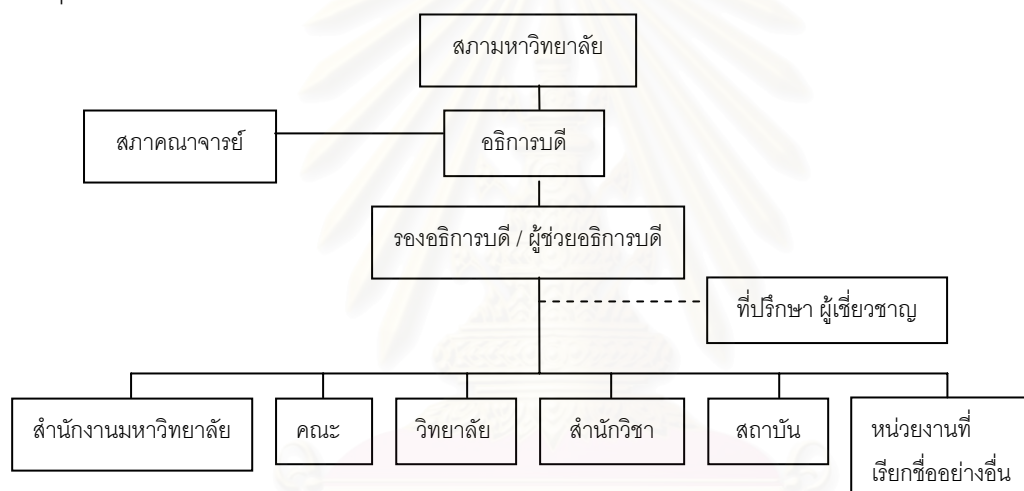 สภามหาวิทยาลัย
สภาคณาจารย์
อธิการบดี
รองอธิการบดี / ผู้ช่วยอธิการบดี
ที่ปรึกษา ผู้เชี่ยวชาญ
สำนักงานมหาวิทยาลัย
คณะ
วิทยาลัย
สำนักวิชา
สถาบัน
หน่วยงานที่
เรียกชื่ออย่างอื่น